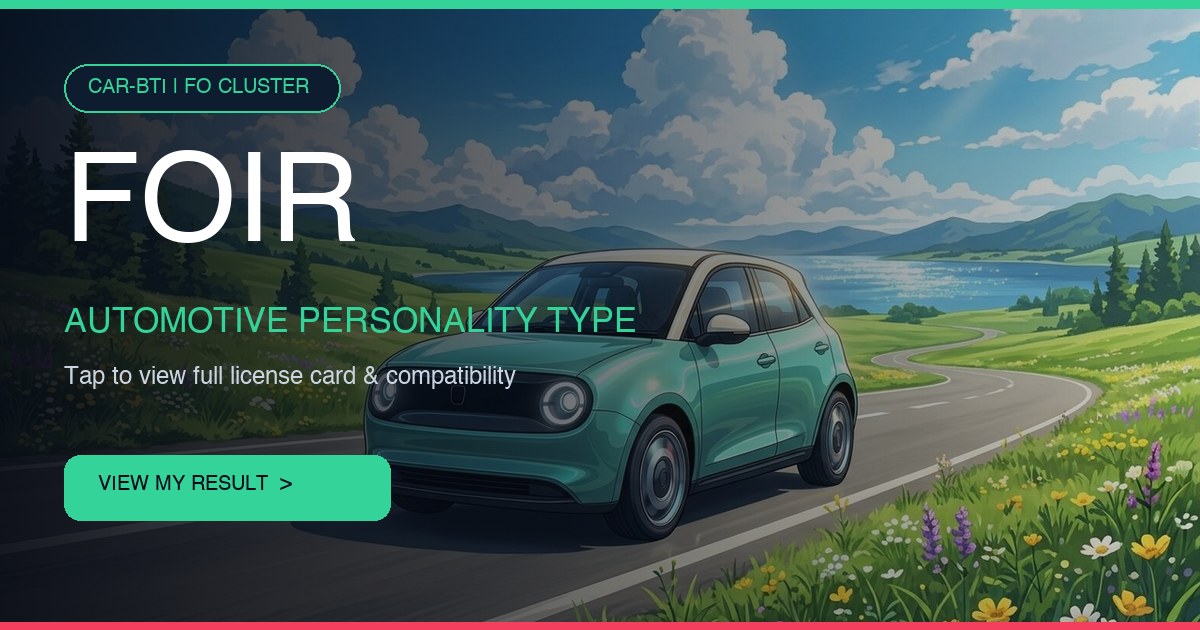 CAR-BTI | FO CLUSTER
FOIR
AUTOMOTIVE PERSONALITY TYPE
Tap to view full license card & compatibility
VIEW MY RESULT >